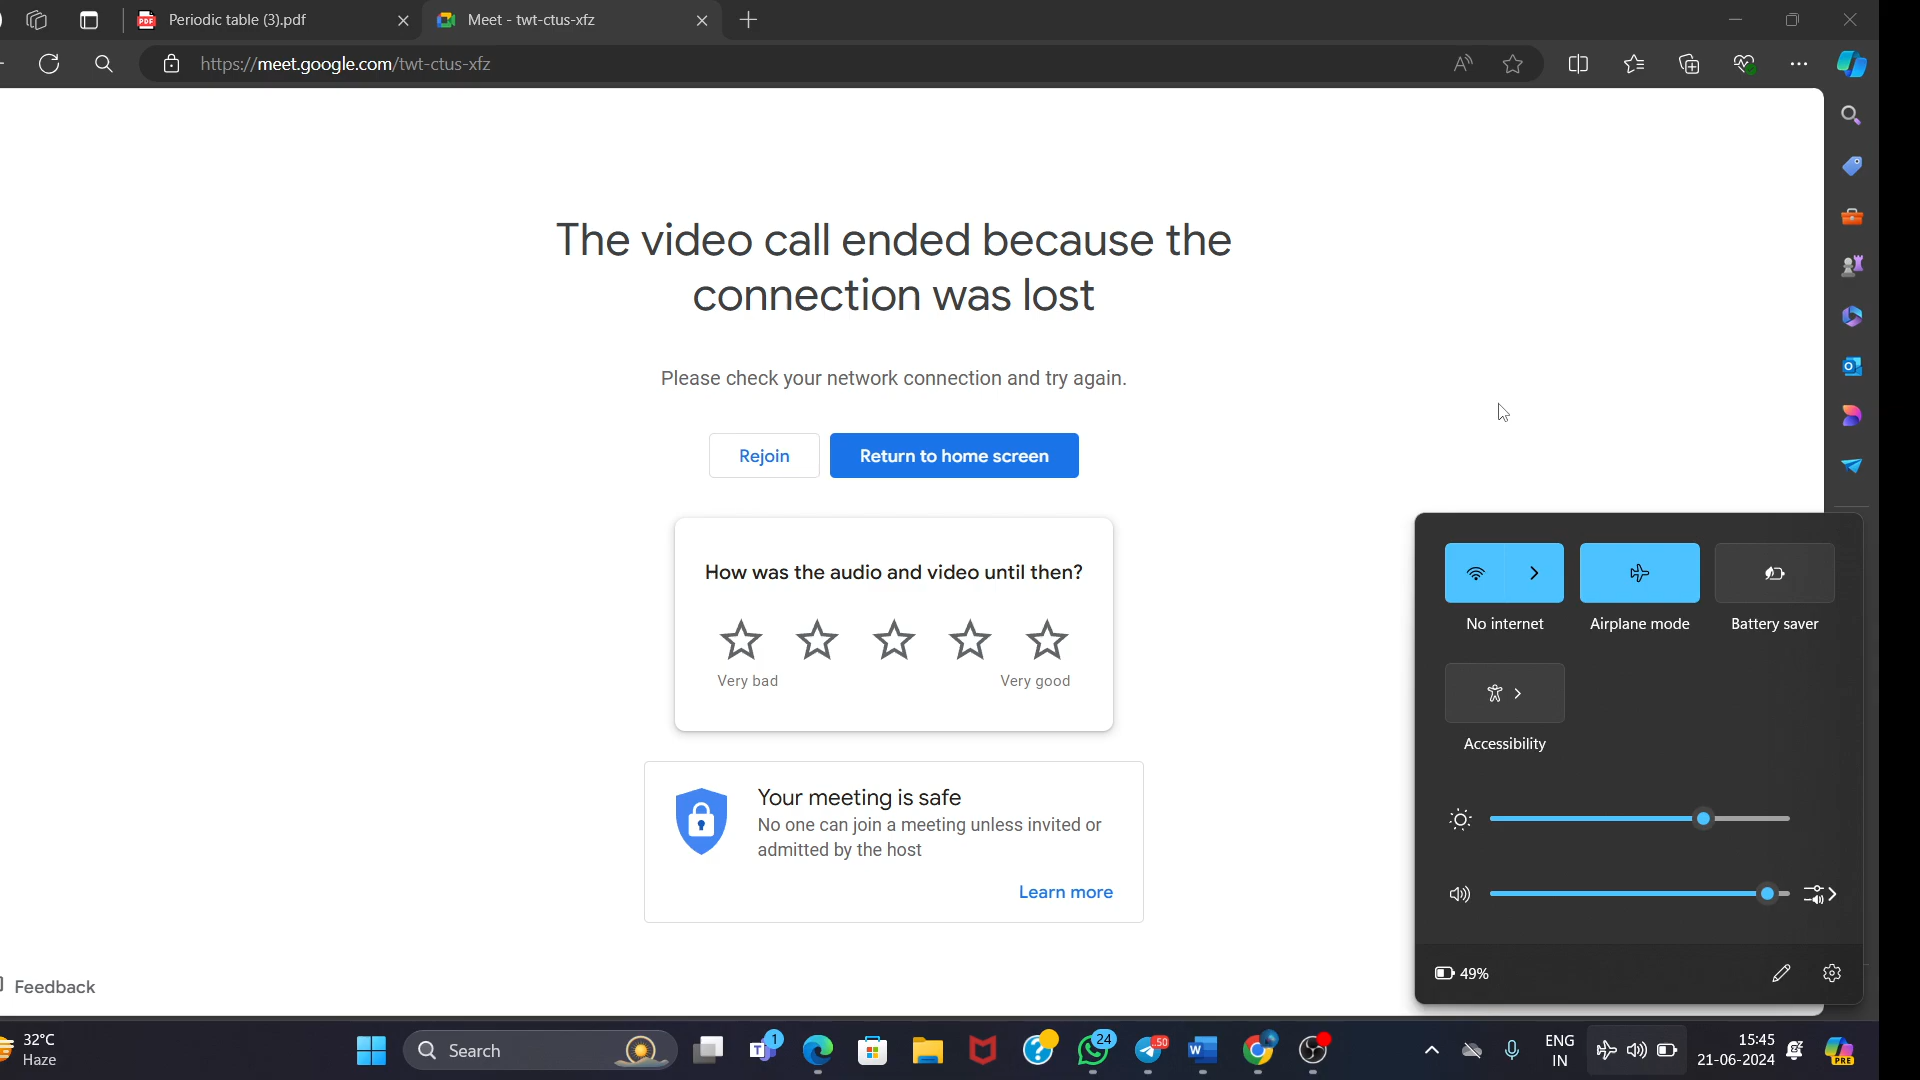 Periodic table (3).pdf
Meet - twt-ctus-xfz
https://meet.google.com/twt-ctus-xfz
The video call ended because the
connection was lost
Please check your network connection and try again.
Rejoin
Return to home screen
How was the audio and video until then?
Very bad
Very good
Your meeting is safe
No one can join a meeting unless invited or
admitted by the host
Learn more
Feedback
No internet
Airplane mode
Battery saver
Accessibility
49%
32°C
Haze
Search
1
24
50
ENG
IN
15:45
21-06-2024
PRE